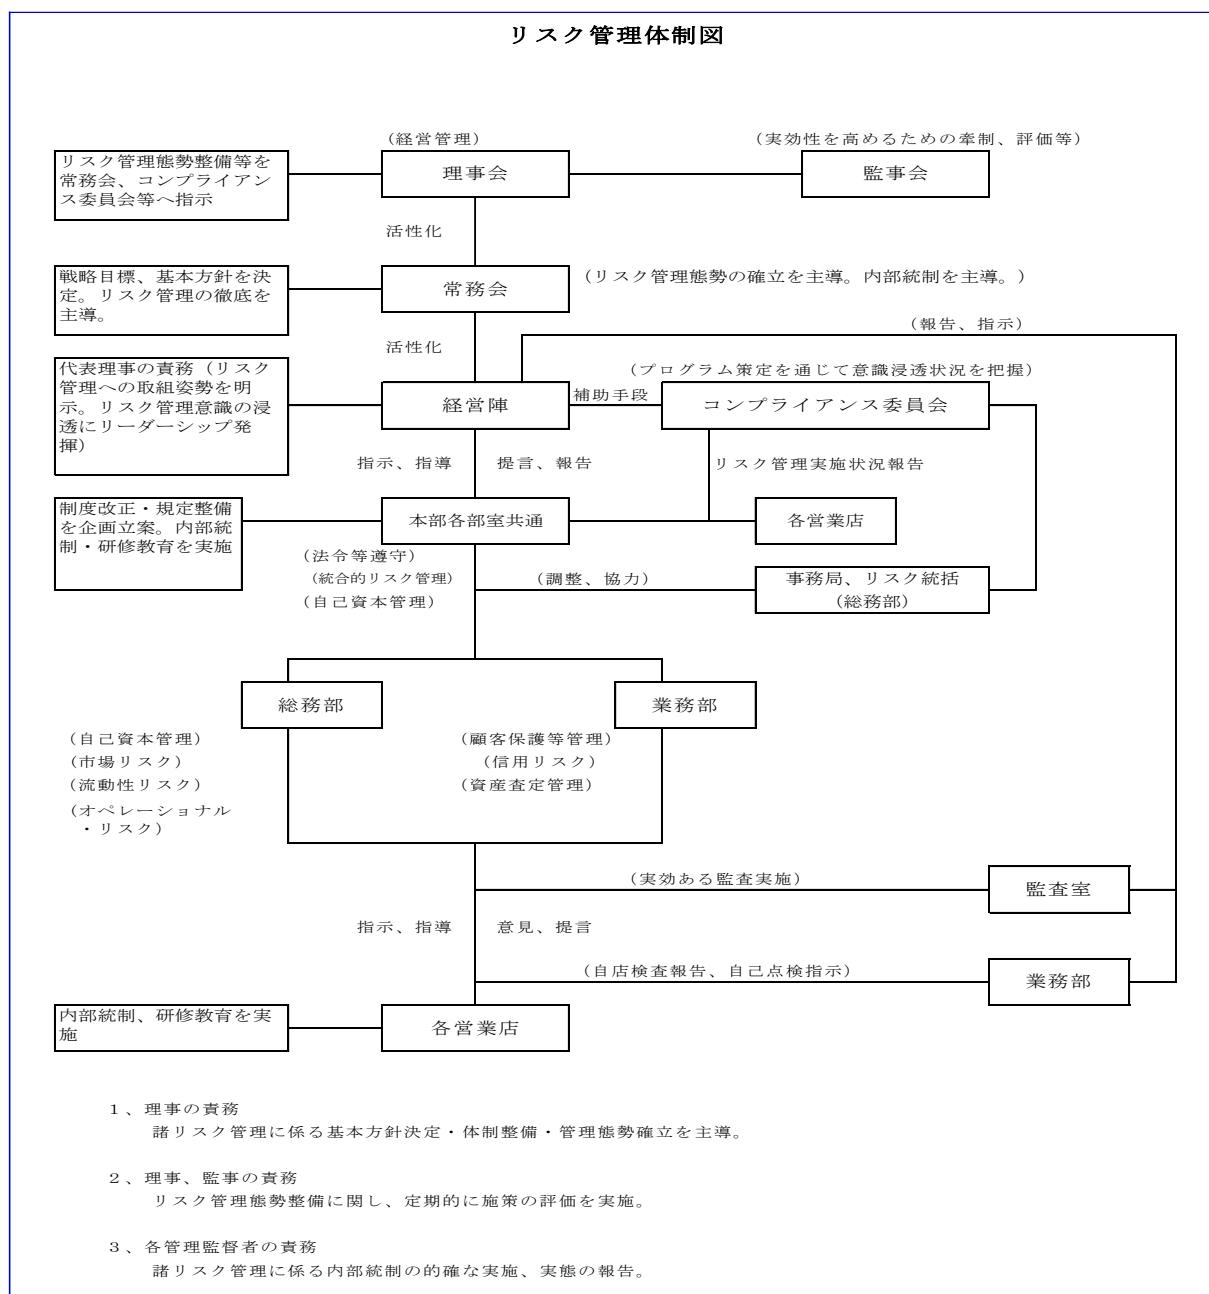 リスク管理体制図
（経営管理）
（実効性を高めるための牽制、評価等）
リスク管理態勢整備等を
常務会、コンプライアン
ス委員会等へ指示
理事会
監事会
活性化
戦略目標、基本方針を決
定。リスク管理の徹底を
主導。
常務会
（リスク管理態勢の確立を主導。内部統制を主導。）
（報告、指示）
活性化
代表理事の責務（リスク
管理への取組姿勢を明
示。リスク管理意識の浸
透にリーダーシップ発
揮）
（プログラム策定を通じて意識浸透状況を把握）
経営陣
補助手段
コンプライアンス委員会
指示、指導
提言、報告
リスク管理実施状況報告
制度改正・規定整備
を企画立案。内部統
制・研修教育を実施
本部各部室共通
各営業店
（法令等遵守）
（統合的リスク管理）
（自己資本管理）
（調整、協力）
事務局、リスク統括
（総務部）
総務部
業務部
（自己資本管理）
（市場リスク）
（流動性リスク）
（オペレーショナル
・リスク）
（顧客保護等管理）
（信用リスク）
（資産査定管理）
（実効ある監査実施）
監査室
指示、指導
意見、提言
（自店検査報告、自己点検指示）
業務部
内部統制、研修教育を実
施
各営業店
１、理事の責務
諸リスク管理に係る基本方針決定・体制整備・管理態勢確立を主導。
２、理事、監事の責務
リスク管理態勢整備に関し、定期的に施策の評価を実施。
３、各管理監督者の責務
諸リスク管理に係る内部統制の的確な実施、実態の報告。